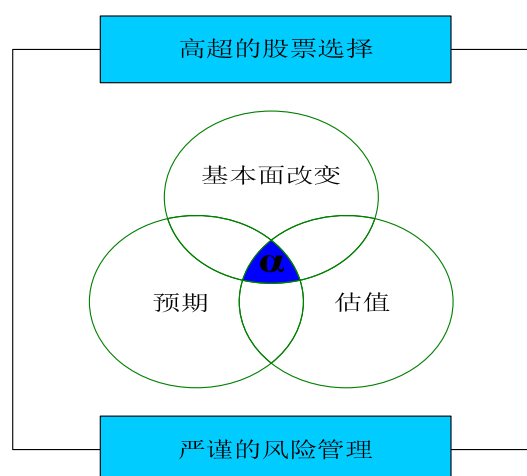 高超的股票选择
基本面改变
α
预期
估值
严谨的风险管理